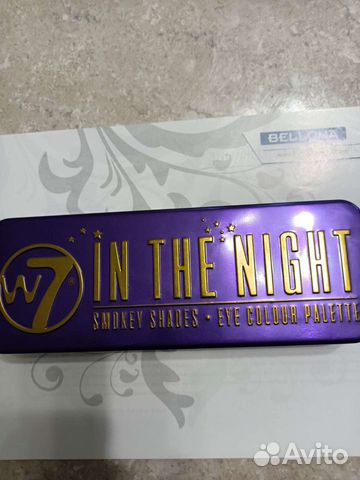 BELLONA
W7
IN THE NIGHT
SMOKEY SHADES • EYE COLOUR PALETTE
Avito